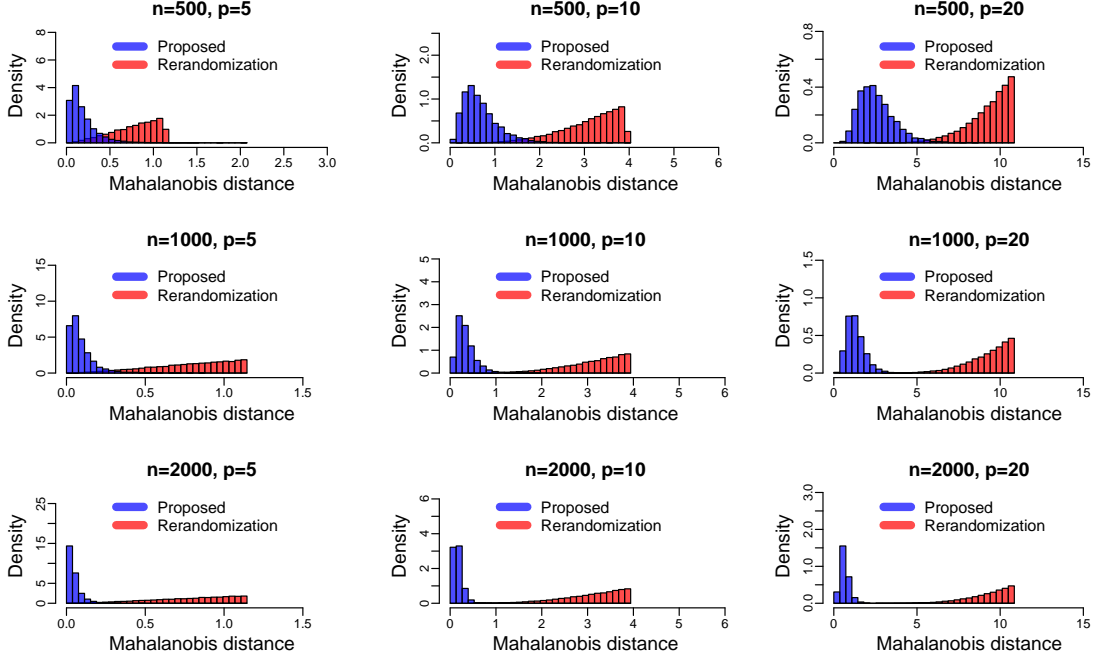 n=500, p=5
n=500, p=10
n=500, p=20
Density
0 2 4 6 8
Proposed
Rerandomization
0.0 0.5 1.0 1.5 2.0 2.5 3.0
Mahalanobis distance
Density
0.0 1.0 2.0
Proposed
Rerandomization
0 1 2 3 4 5 6
Mahalanobis distance
Density
0.0 0.4 0.8
Proposed
Rerandomization
0 5 10 15
Mahalanobis distance
n=1000, p=5
n=1000, p=10
n=1000, p=20
Density
0 5 10 15
Proposed
Rerandomization
0.0 0.5 1.0 1.5
Mahalanobis distance
Density
0 1 2 3 4 5
Proposed
Rerandomization
0 1 2 3 4 5 6
Mahalanobis distance
Density
0.0 0.5 1.0 1.5
Proposed
Rerandomization
0 5 10 15
Mahalanobis distance
n=2000, p=5
n=2000, p=10
n=2000, p=20
Density
0 5 15 25
Proposed
Rerandomization
0.0 0.5 1.0 1.5
Mahalanobis distance
Density
0 2 4 6
Proposed
Rerandomization
0 1 2 3 4 5 6
Mahalanobis distance
Density
0.0 1.0 2.0 3.0
Proposed
Rerandomization
0 5 10 15
Mahalanobis distance